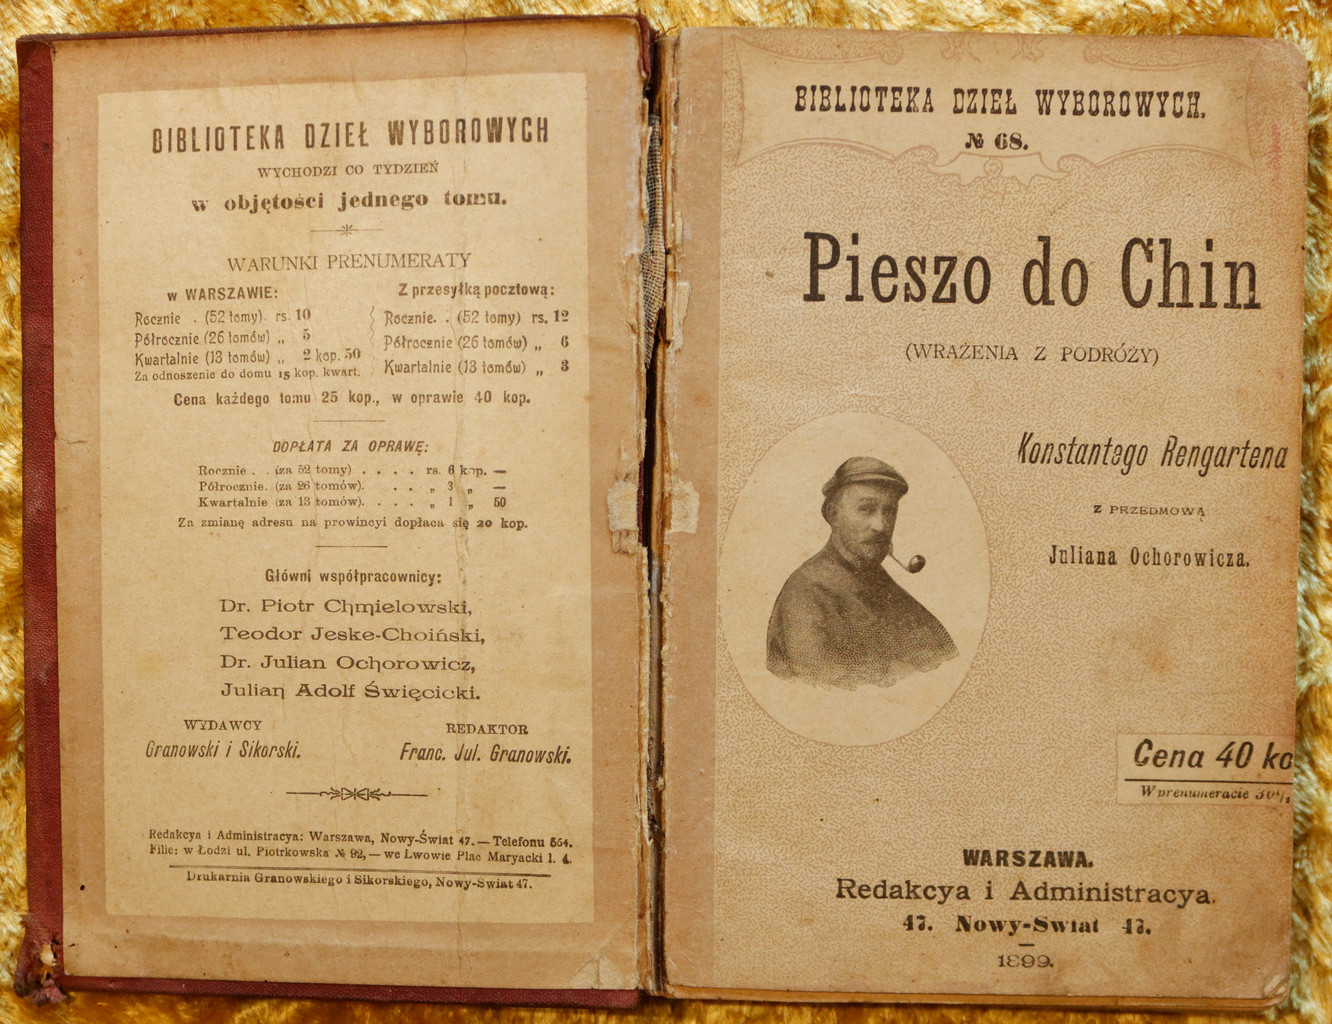 BIBLIOTEKA DZIEŁ WYBOROWYCH
WYCHODZI CO TYDZIEŃ
w objętości jednego tomu.
WARUNKI PRENUMERATY
w WARSZAWIE:
Rocznie . (52 tomy) rs. 10
Półrocznie (26 tomów) „ 5
Kwartalnie (13 tomów) „ 2 kop. 50
Za odnoszenie do domu 15 kop. kwart.
Z przesyłką pocztową:
Rocznie. . (52 tomy) rs. 12
Półrocznie (26 tomów) „ 6
Kwartalnie (13 tomów) „ 3
Cena każdego tomu 25 kop., w oprawie 40 kop.
DOPŁATA ZA OPRAWĘ:
Rocznie . . (za 52 tomy) . . . . rs. 6 kop. —
Półrocznie. (za 26 tomów). . . . „ 3 „ —
Kwartalnie (za 13 tomów). . . . „ 1 „ 50
Za zmianę adresu na prowincyi dopłaca się 20 kop.
Główni współpracownicy:
Dr. Piotr Chmielowski,
Teodor Jeske-Choiński,
Dr. Julian Ochorowicz,
Julian Adolf Święcicki.
WYDAWCY
Granowski i Sikorski.
REDAKTOR
Franc. Jul. Granowski.
Redakcya i Administracya: Warszawa, Nowy-Świat 47. — Telefonu 554.
Filie: w Łodzi ul. Piotrkowska № 92, — we Lwowie Plac Maryacki l. 4.
Drukarnia Granowskiego i Sikorskiego, Nowy-Świat 47.
BIBLIOTEKA DZIEŁ WYBOROWYCH.
№ 68.
Pieszo do Chin
(WRAŻENIA Z PODRÓŻY)
Konstantego Rengartena
Z PRZEDMOWĄ
Juliana Ochorowicza.
Cena 40 ko
W prenumeracie
WARSZAWA.
Redakcya i Administracya.
47. Nowy-Świat 47.
1899.